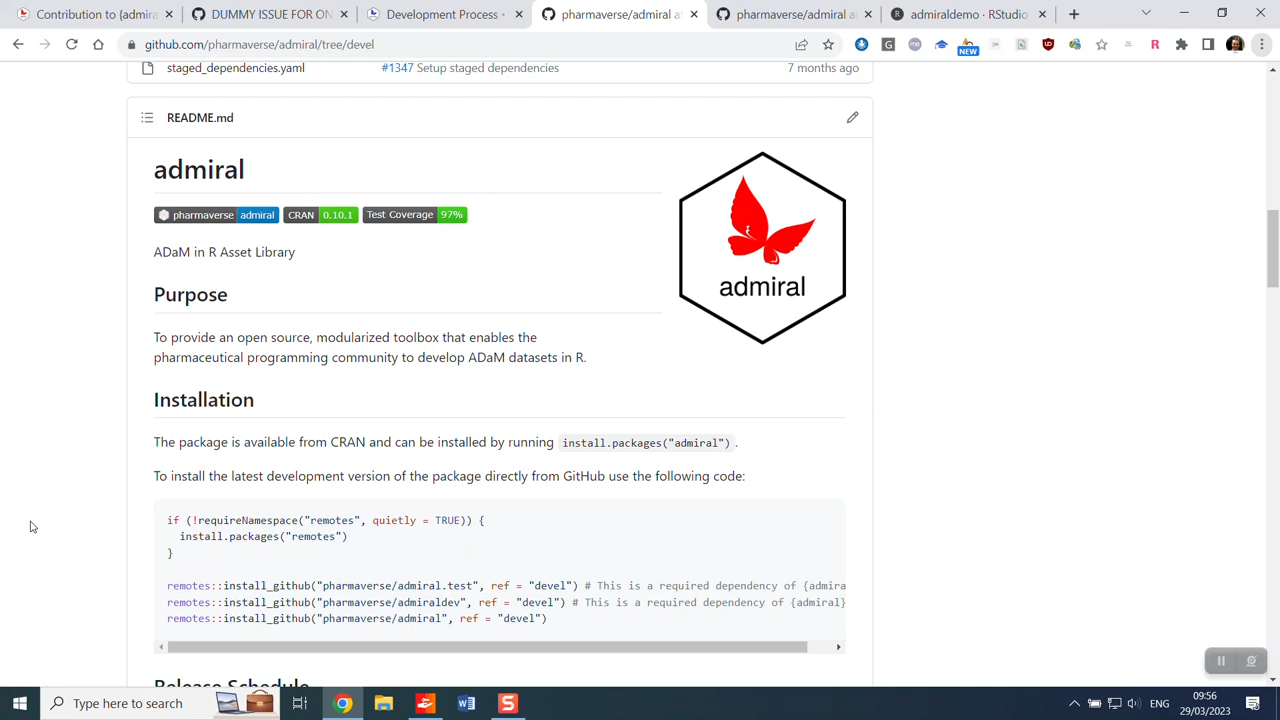 Contribution to {admira
DUMMY ISSUE FOR ON
Development Process •
pharmaverse/admiral at
pharmaverse/admiral at
admiraldemo · RStudio
github.com/pharmaverse/admiral/tree/devel
NEW
staged_dependencies.yaml
#1347 Setup staged dependencies
7 months ago
README.md
admiral
pharmaverse admiral
CRAN 0.10.1
Test Coverage 97%
admiral
ADaM in R Asset Library
Purpose
To provide an open source, modularized toolbox that enables the
pharmaceutical programming community to develop ADaM datasets in R.
Installation
The package is available from CRAN and can be installed by running install.packages("admiral").
To install the latest development version of the package directly from GitHub use the following code:
if (!requireNamespace("remotes", quietly = TRUE)) {
install.packages("remotes")
}
remotes::install_github("pharmaverse/admiral.test", ref = "devel") # This is a required dependency of {admira
remotes::install_github("pharmaverse/admiraldev", ref = "devel") # This is a required dependency of {admiral}
remotes::install_github("pharmaverse/admiral", ref = "devel")
Release Schedule
Type here to search
ENG
09:56
29/03/2023